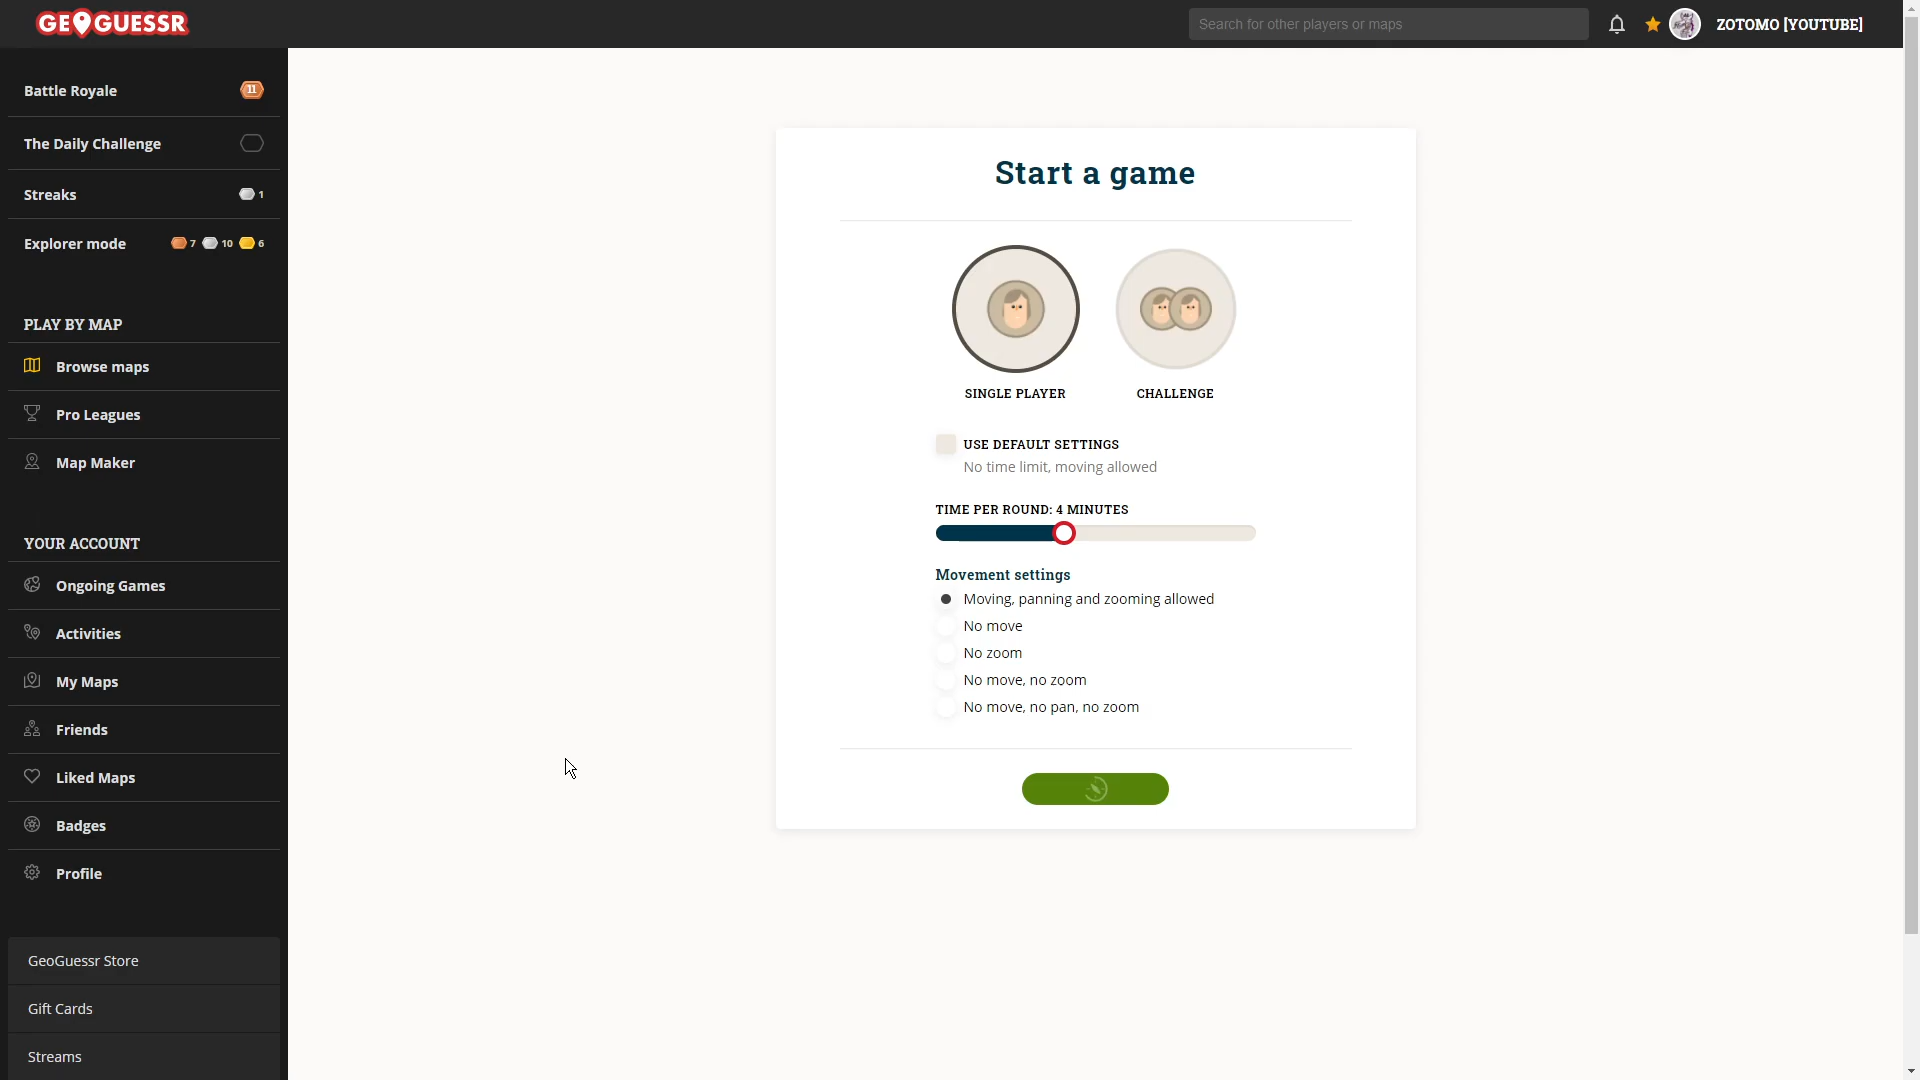 GEOGUESSR
Search for other players or maps
ZOTOMO [YOUTUBE]
Battle Royale
11
The Daily Challenge
Streaks
1
Explorer mode
7
10
6
PLAY BY MAP
Browse maps
Pro Leagues
Map Maker
YOUR ACCOUNT
Ongoing Games
Activities
My Maps
Friends
Liked Maps
Badges
Profile
GeoGuessr Store
Gift Cards
Streams
Start a game
SINGLE PLAYER
CHALLENGE
USE DEFAULT SETTINGS
No time limit, moving allowed
TIME PER ROUND: 4 MINUTES
Movement settings
Moving, panning and zooming allowed
No move
No zoom
No move, no zoom
No move, no pan, no zoom